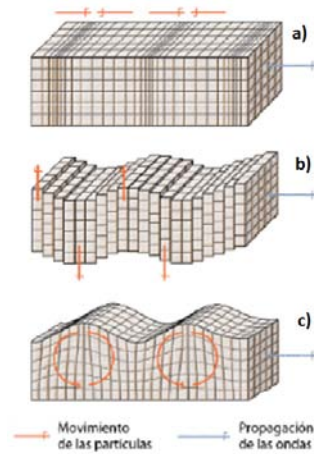 a)
b)
c)
Movimiento
de las partículas
Propagación
de las ondas